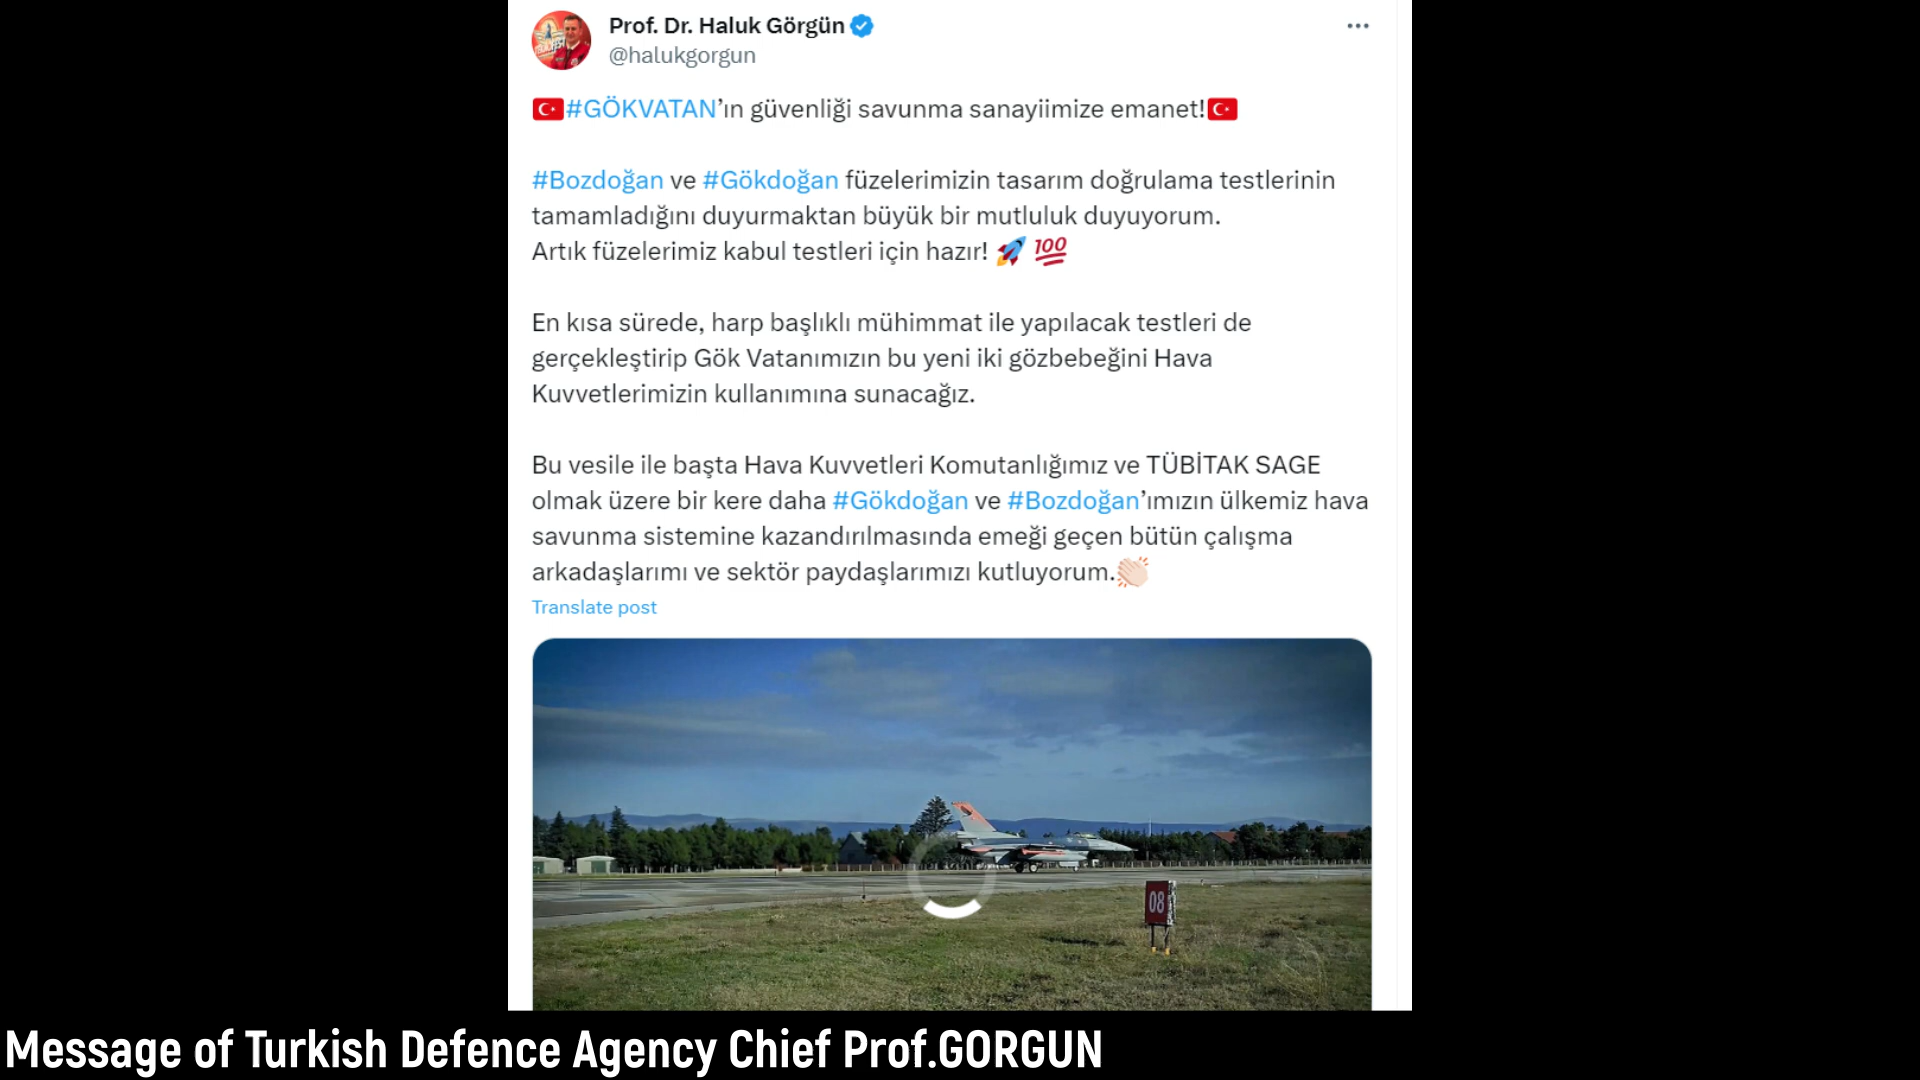 Prof. Dr. Haluk Görgün
@halukgorgun
#GÖKVATAN’ın güvenliği savunma sanayiimize emanet!
#Bozdoğan ve #Gökdoğan füzelerimizin tasarım doğrulama testlerinin
tamamladığını duyurmaktan büyük bir mutluluk duyuyorum.
Artık füzelerimiz kabul testleri için hazır! 🚀 💯
En kısa sürede, harp başlıklı mühimmat ile yapılacak testleri de
gerçekleştirip Gök Vatanımızın bu yeni iki gözbebeğini Hava
Kuvvetlerimizin kullanımına sunacağız.
Bu vesile ile başta Hava Kuvvetleri Komutanlığımız ve TÜBİTAK SAGE
olmak üzere bir kere daha #Gökdoğan ve #Bozdoğan’ımızın ülkemiz hava
savunma sistemine kazandırılmasında emeği geçen bütün çalışma
arkadaşlarımı ve sektör paydaşlarımızı kutluyorum.
Translate post
08
Message of Turkish Defence Agency Chief Prof.GORGUN